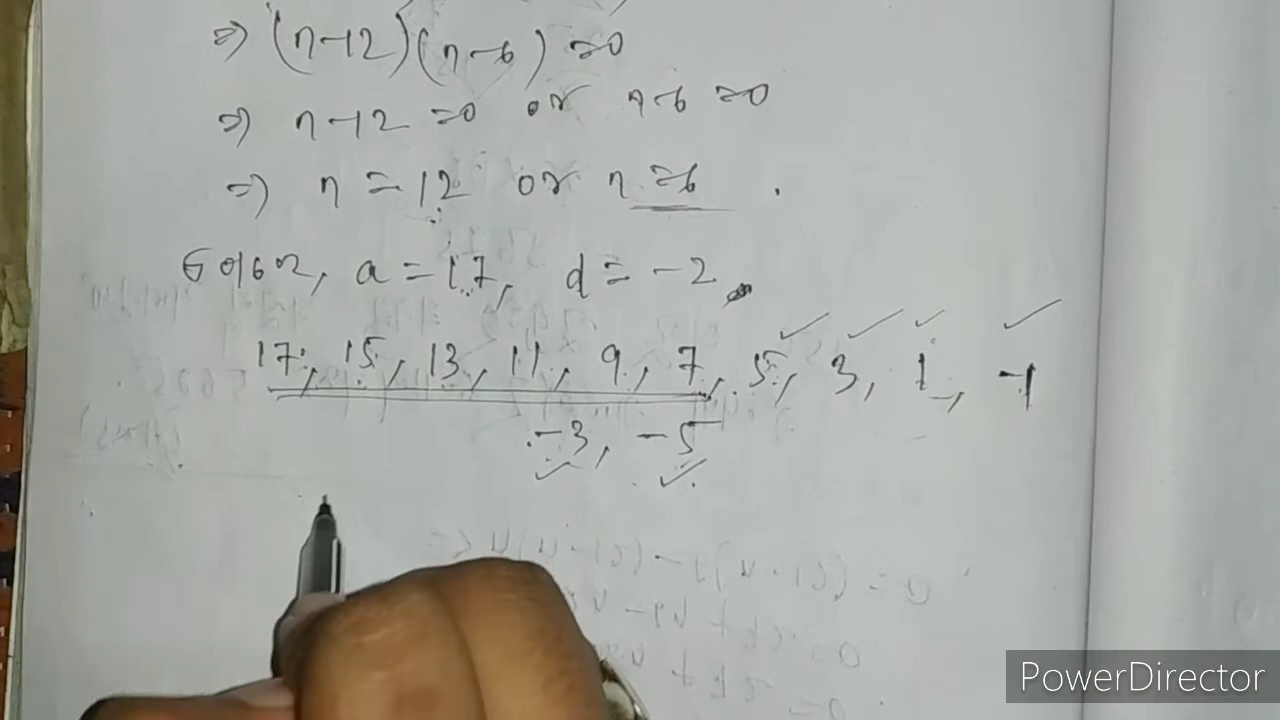 ⇒ (n-12)(n-6) = 0
⇒ n-12 = 0 or n-6 = 0
⇒ n = 12 or n = 6 .
a = 17, d = -2
17, 15, 13, 11, 9, 7, 5, 3, 1, -1
-3, -5
PowerDirector